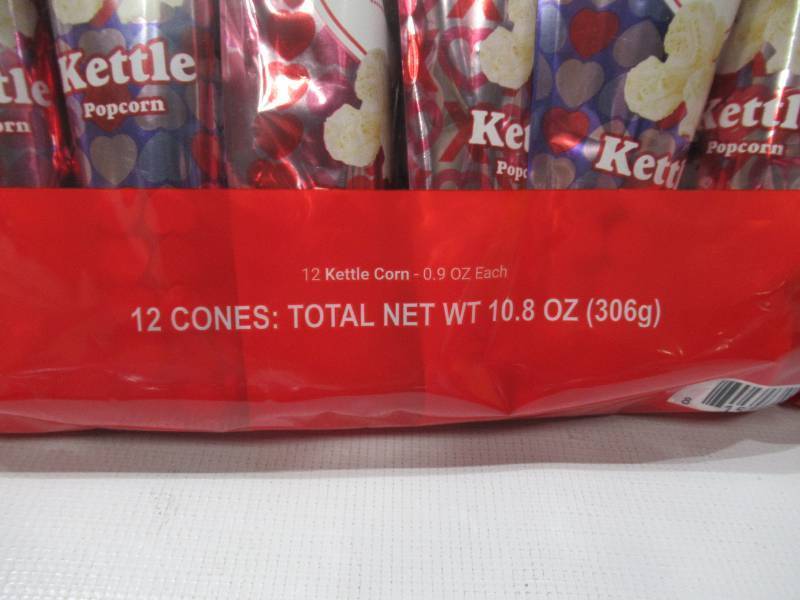 Kettle
Popcorn
Kettle
Popcorn
12 Kettle Corn - 0.9 OZ Each
12 CONES: TOTAL NET WT 10.8 OZ (306g)